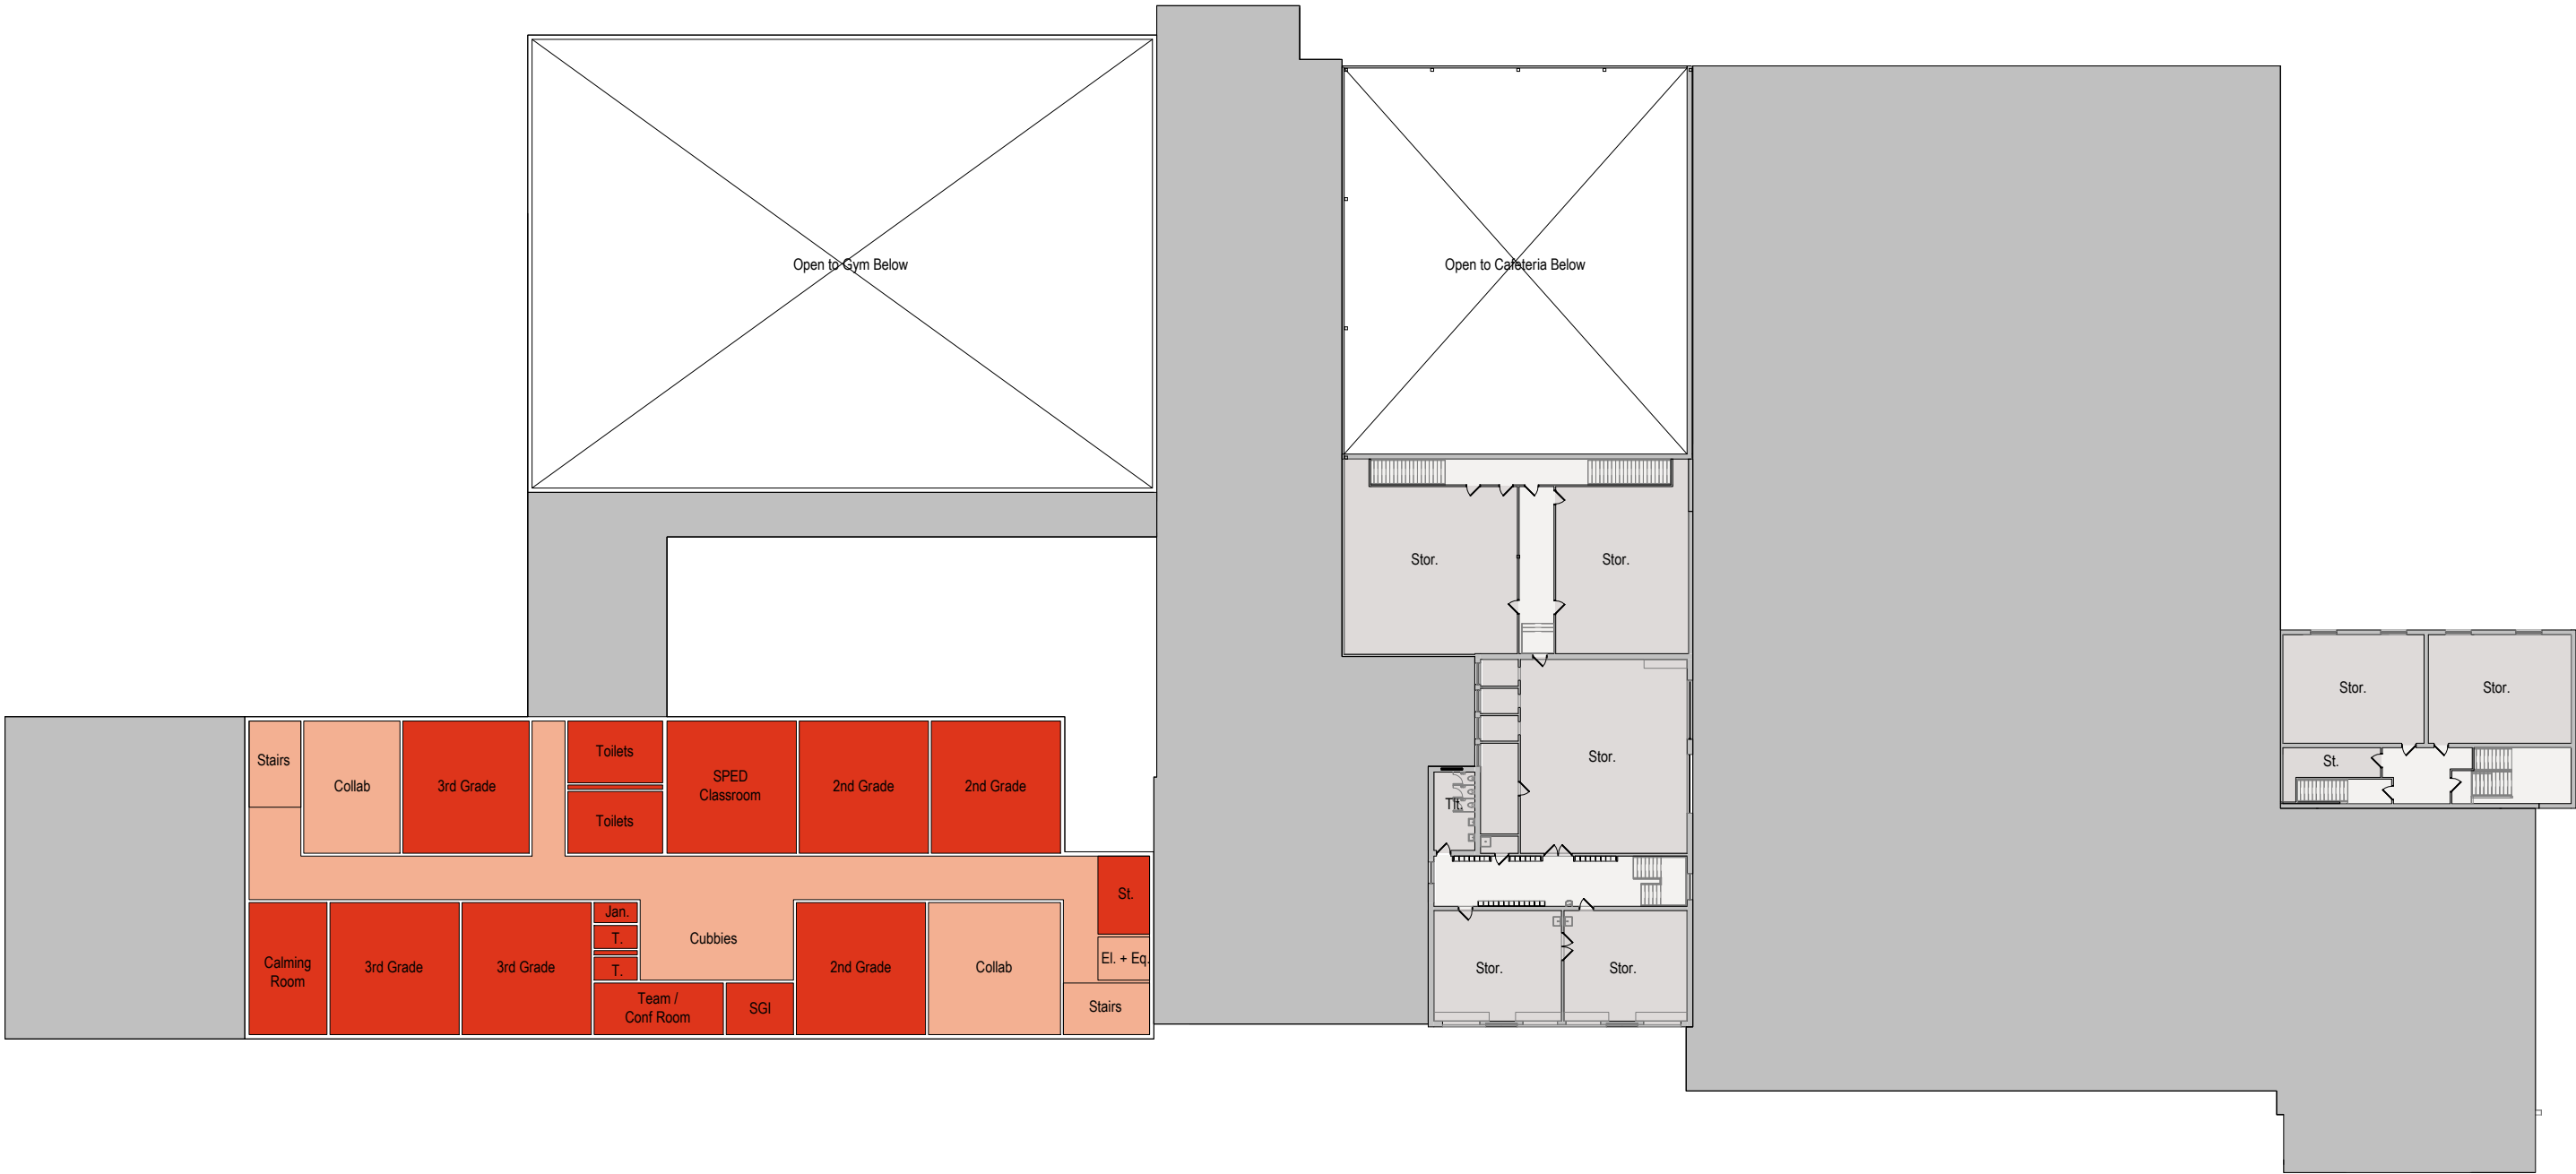 Open to Gym Below
Open to Cafeteria Below
Stor.
Stor.
Stor.
Stor.
St.
Stairs
Collab
3rd Grade
Toilets
Toilets
SPED
Classroom
2nd Grade
2nd Grade
Stor.
Tlt.
St.
Cubbies
El. + Eq.
Calming
Room
3rd Grade
3rd Grade
Jan.
T.
T.
Team /
Conf Room
SGI
2nd Grade
Collab
Stairs
Stor.
Stor.